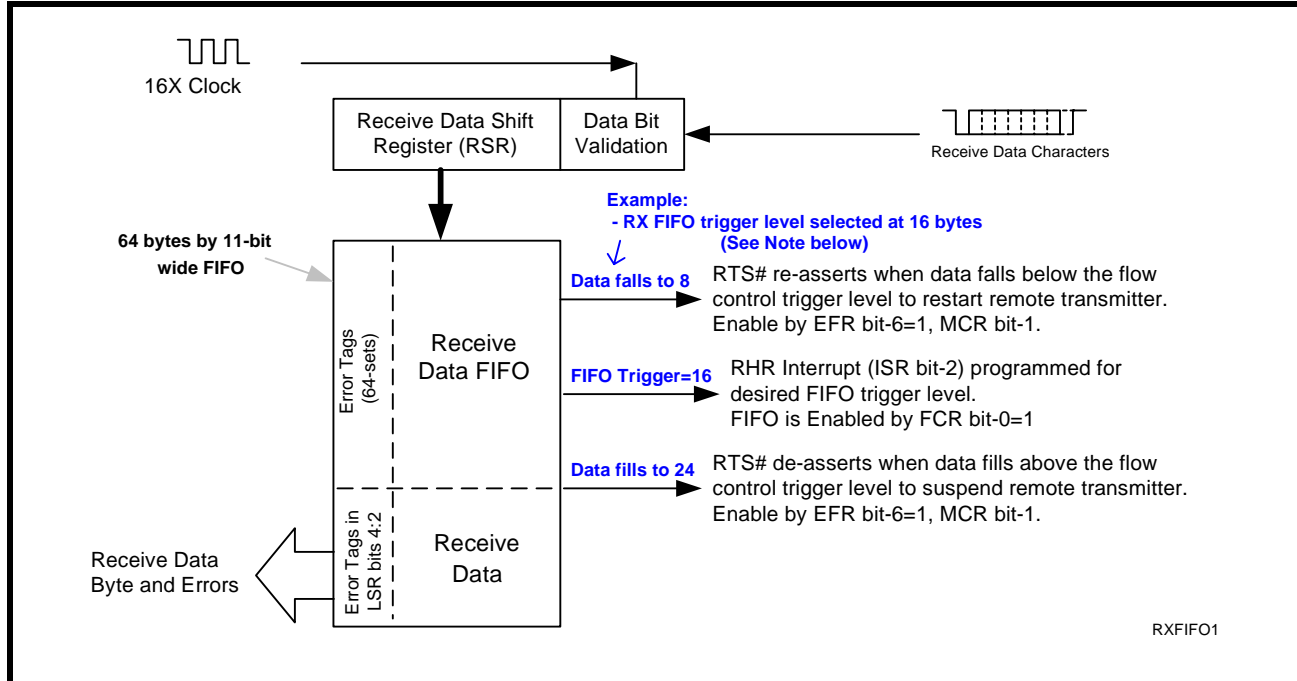 16X Clock
Receive Data Shift
Register (RSR)
Data Bit
Validation
Receive Data Characters
Example:
- RX FIFO trigger level selected at 16 bytes
(See Note below)
64 bytes by 11-bit
wide FIFO
Error Tags
(64-sets)
Receive
Data FIFO
Data falls to 8
RTS# re-asserts when data falls below the flow
control trigger level to restart remote transmitter.
Enable by EFR bit-6=1, MCR bit-1.
FIFO Trigger=16
RHR Interrupt (ISR bit-2) programmed for
desired FIFO trigger level.
FIFO is Enabled by FCR bit-0=1
Data fills to 24
RTS# de-asserts when data fills above the flow
control trigger level to suspend remote transmitter.
Enable by EFR bit-6=1, MCR bit-1.
Receive Data
Byte and Errors
Error Tags in
LSR bits 4:2
Receive
Data
RXFIFO1